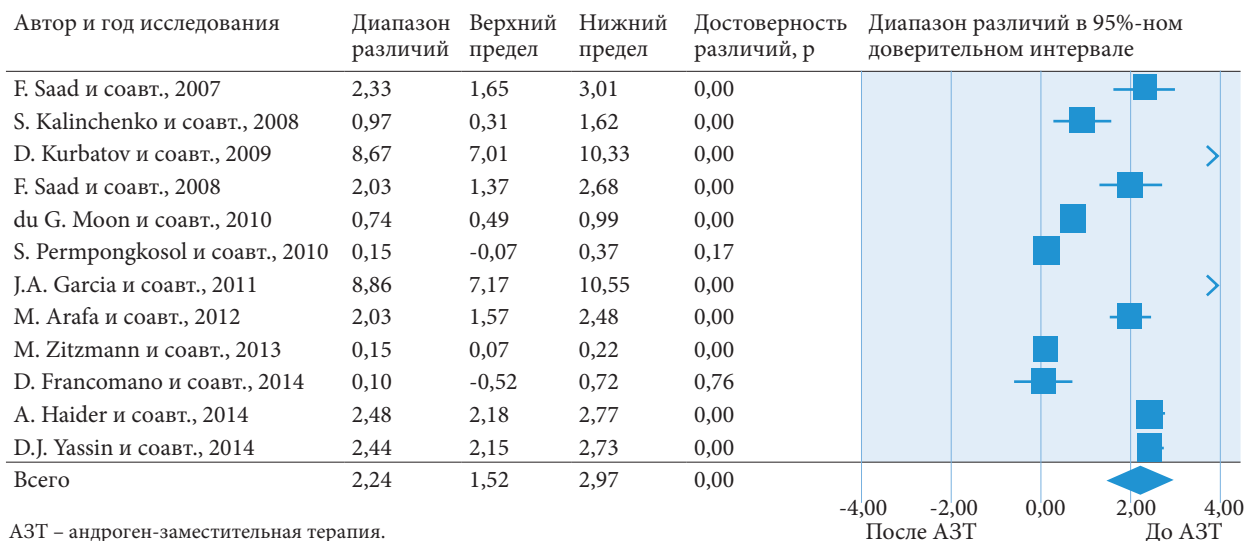 Автор и год исследования Диапазон Верхний Нижний Достоверность Диапазон различий в 95%-ном
различий предел предел различий, p доверительном интервале
F. Saad и соавт., 2007 2,33 1,65 3,01 0,00
S. Kalinchenko и соавт., 2008 0,97 0,31 1,62 0,00
D. Kurbatov и соавт., 2009 8,67 7,01 10,33 0,00
F. Saad и соавт., 2008 2,03 1,37 2,68 0,00
du G. Moon и соавт., 2010 0,74 0,49 0,99 0,00
S. Permpongkosol и соавт., 2010 0,15 -0,07 0,37 0,17
J.A. Garcia и соавт., 2011 8,86 7,17 10,55 0,00
M. Arafa и соавт., 2012 2,03 1,57 2,48 0,00
M. Zitzmann и соавт., 2013 0,15 0,07 0,22 0,00
D. Francomano и соавт., 2014 0,10 -0,52 0,72 0,76
A. Haider и соавт., 2014 2,48 2,18 2,77 0,00
D.J. Yassin и соавт., 2014 2,44 2,15 2,73 0,00
Всего 2,24 1,52 2,97 0,00
-4,00 -2,00 0,00 2,00 4,00
АЗТ – андроген-заместительная терапия. После АЗТ До АЗТ